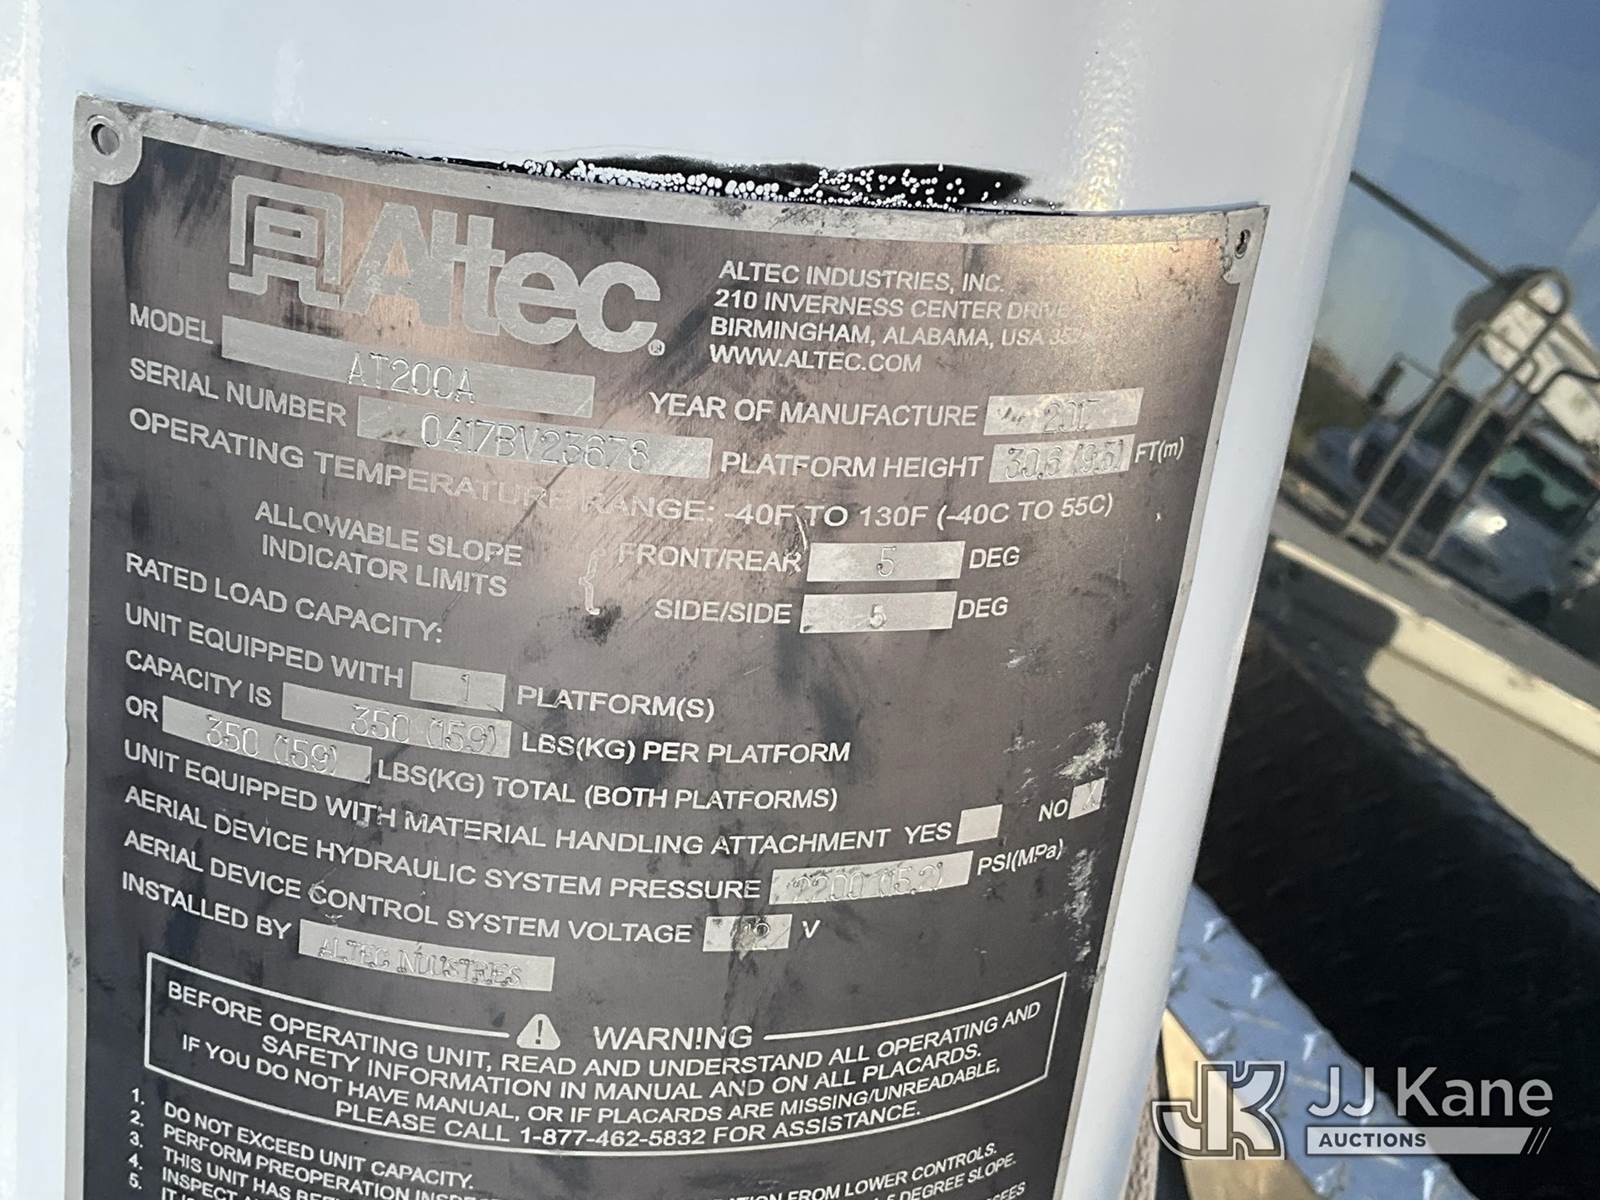 Altec®
ALTEC INDUSTRIES, INC.
210 INVERNESS CENTER DRIVE
BIRMINGHAM, ALABAMA, USA
WWW.ALTEC.COM
MODEL AT200A
YEAR OF MANUFACTURE 2017
SERIAL NUMBER 0417BV23678
PLATFORM HEIGHT 30.6 (9.3) FT(m)
OPERATING TEMPERATURE RANGE: -40F TO 130F (-40C TO 55C)
ALLOWABLE SLOPE
INDICATOR LIMITS
FRONT/REAR 5 DEG
SIDE/SIDE 5 DEG
RATED LOAD CAPACITY:
UNIT EQUIPPED WITH 1 PLATFORM(S)
CAPACITY IS 350 (159) LBS(KG) PER PLATFORM
OR 350 (159) LBS(KG) TOTAL (BOTH PLATFORMS)
UNIT EQUIPPED WITH MATERIAL HANDLING ATTACHMENT YES NO X
AERIAL DEVICE HYDRAULIC SYSTEM PRESSURE 2200 (15.2) PSI(MPa)
AERIAL DEVICE CONTROL SYSTEM VOLTAGE 12 V
INSTALLED BY ALTEC INDUSTRIES
WARNING
BEFORE OPERATING UNIT, READ AND UNDERSTAND ALL OPERATING AND
SAFETY INFORMATION IN MANUAL AND ON ALL PLACARDS.
IF YOU DO NOT HAVE MANUAL, OR IF PLACARDS ARE MISSING/UNREADABLE,
PLEASE CALL 1-877-462-5832 FOR ASSISTANCE.
1. DO NOT EXCEED UNIT CAPACITY.
2. PERFORM PREOPERATION FROM LOWER CONTROLS.
3. THIS UNIT HAS 5 DEGREE SLOPE.
4. INSPECT
5.
JK
JJ Kane
AUCTIONS